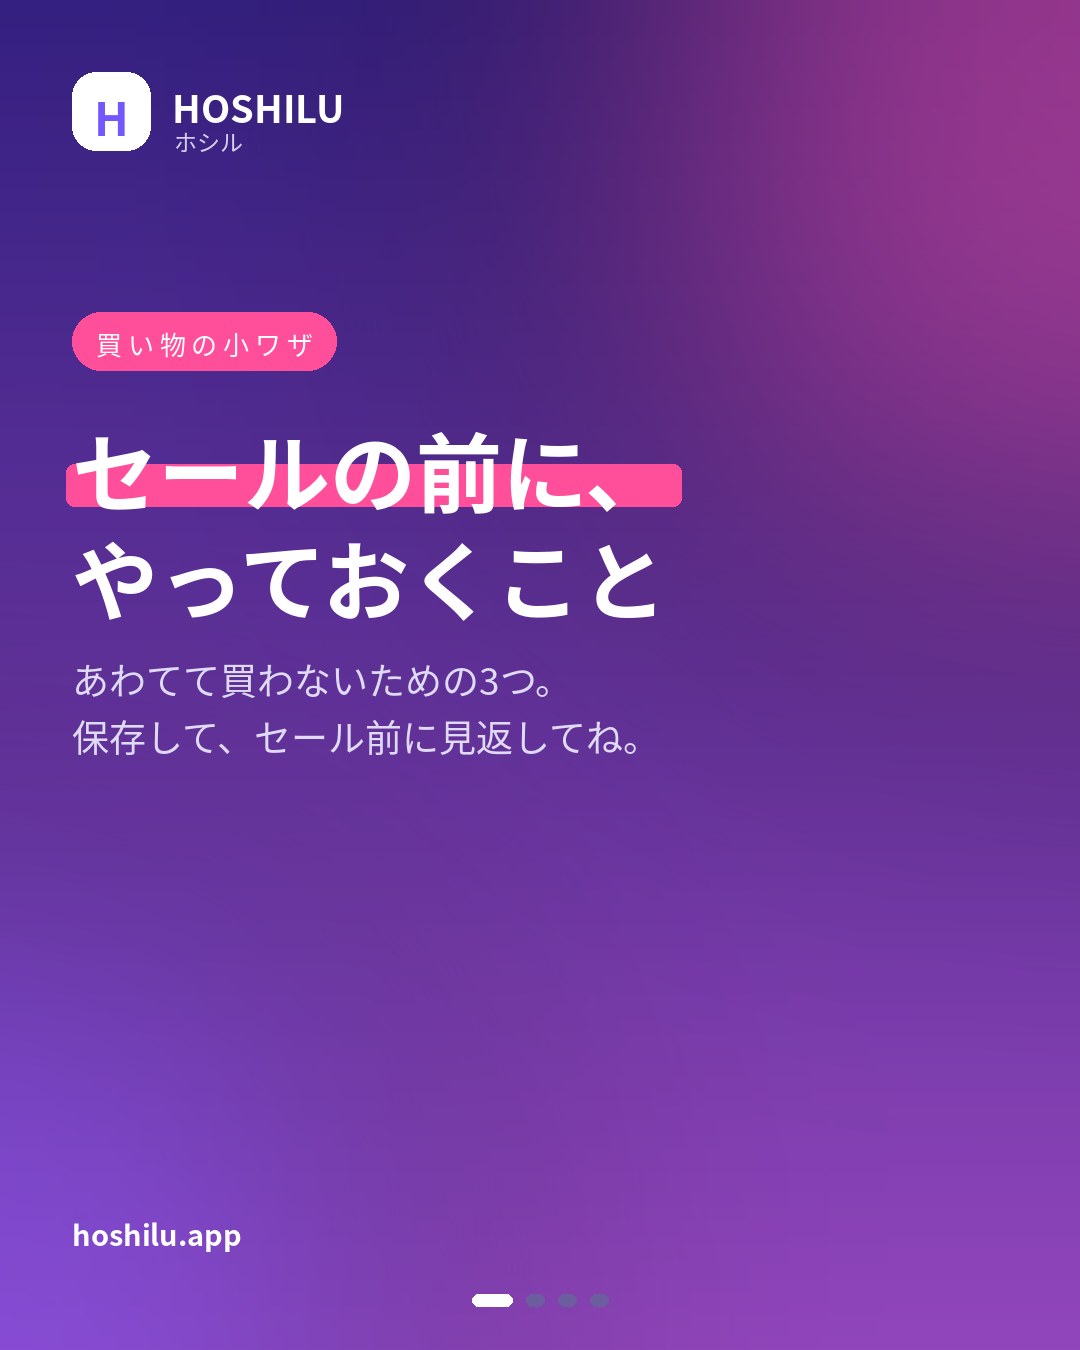 H
HOSHILU
ホシル
買い物の小ワザ
セールの前に、
やっておくこと
あわてて買わないための3つ。
保存して、セール前に見返してね。
hoshilu.app